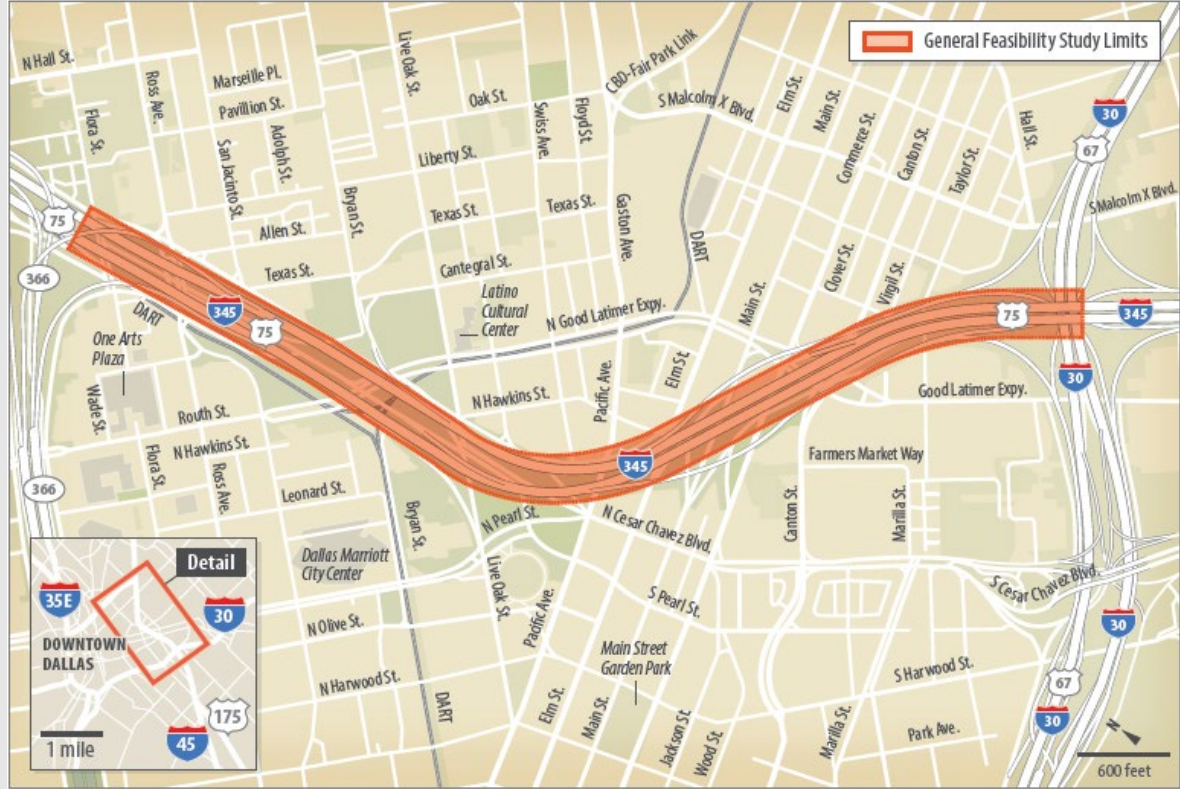 General Feasibility Study Limits
N Hall St.
Ross Ave.
Marseille Pl.
Live Oak St.
CBD-Fair Park Link
Flora St.
Pavillion St.
Oak St.
Swiss Ave.
Floyd St.
S Malcolm X Blvd.
Elm St.
Main St.
Commerce St.
Canton St.
Taylor St.
Hall St.
30
67
San Jacinto St.
Adolph St.
Liberty St.
Bryan St.
Texas St.
Texas St.
Gaston Ave.
S Malcolm X Blvd.
75
Allen St.
366
Texas St.
Cantegral St.
DART
Clover St.
Virgil St.
Main St.
345
75
Latino
Cultural
Center
N Good Latimer Expy.
75
345
DART
One Arts
Plaza
Elm St.
Pacific Ave.
30
Wade St.
Routh St.
N Hawkins St.
Good Latimer Expy.
N Hawkins St.
Flora St.
Ross Ave.
345
Farmers Market Way
366
Leonard St.
Bryan St.
N Pearl St.
N Cesar Chavez Blvd.
Canton St.
Marilla St.
Dallas Marriott
City Center
Live Oak St.
Pacific Ave.
S Pearl St.
S Cesar Chavez Blvd.
30
N Olive St.
Main Street
Garden Park
S Harwood St.
N Harwood St.
67
DART
Elm St.
Main St.
Jackson St.
Wood St.
Marilla St.
Park Ave.
30
N
600 feet
Detail
35E
30
DOWNTOWN
DALLAS
175
45
1 mile